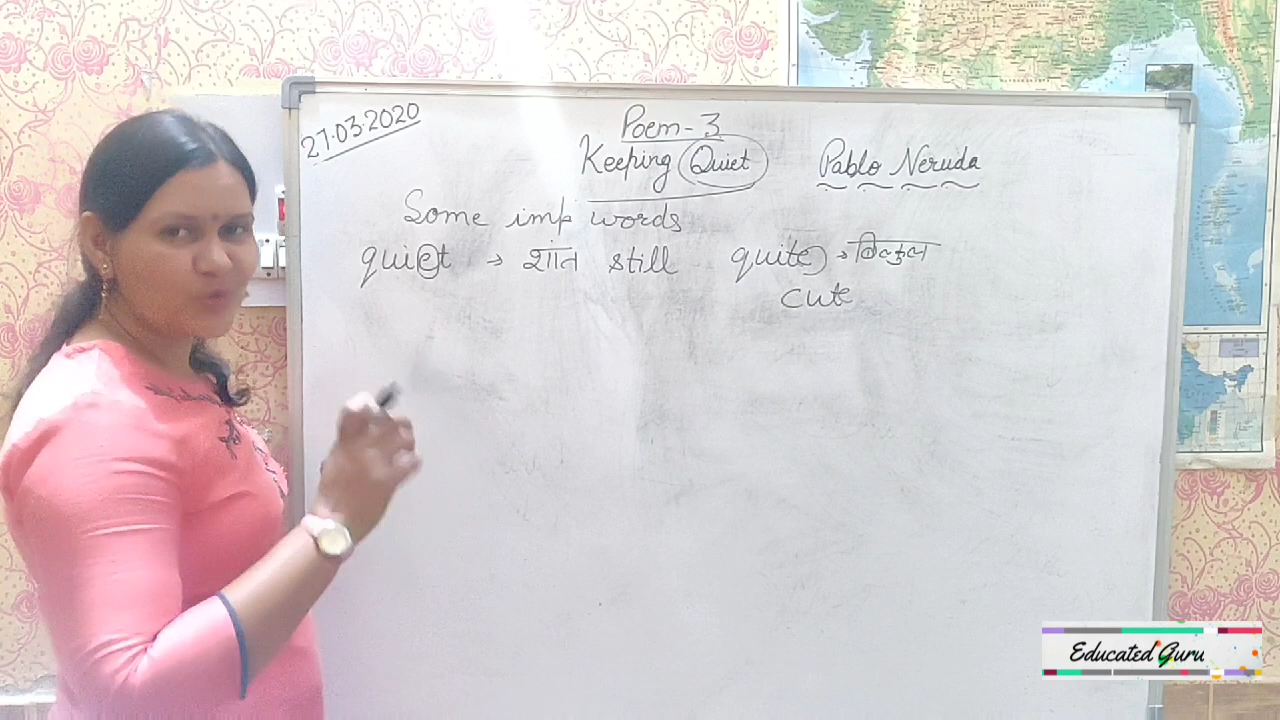 27.03.2020
Poem-3
Keeping Quiet Pablo Neruda
Some imp words
quiet → शांत still quite → बिल्कुल
cute
Educated Guru